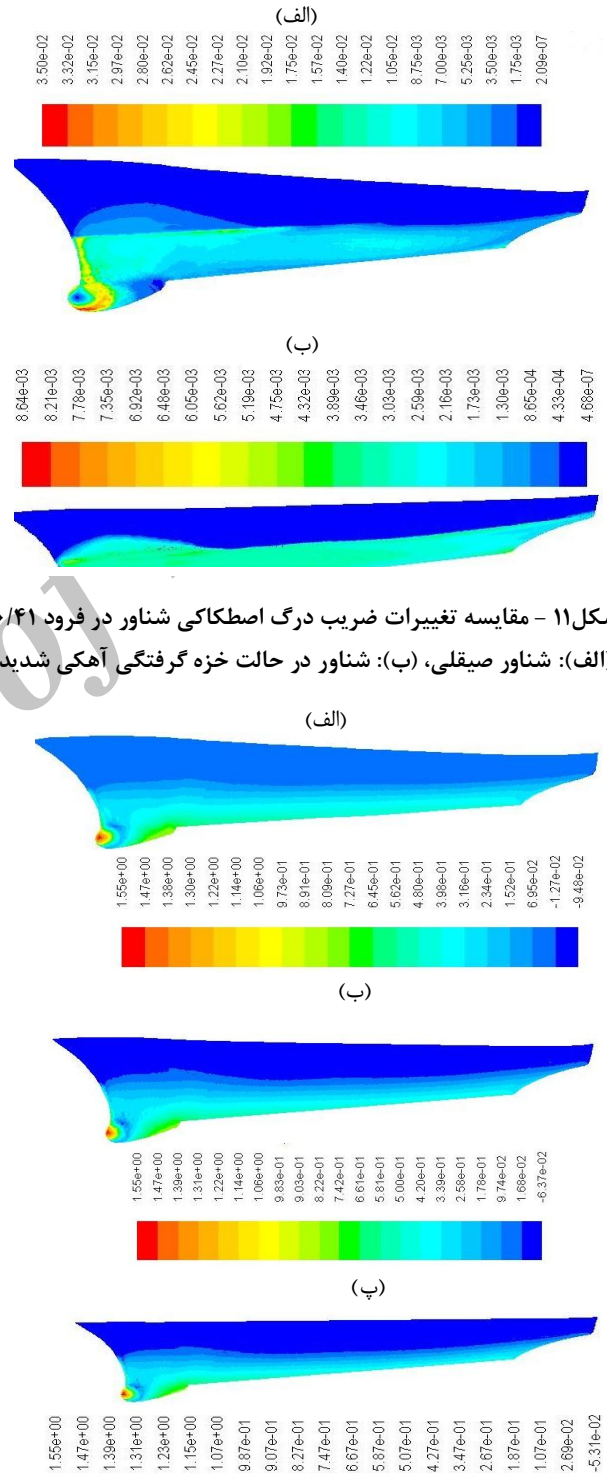 (الف)
3.50e-02
3.32e-02
3.15e-02
2.97e-02
2.80e-02
2.62e-02
2.45e-02
2.27e-02
2.10e-02
1.92e-02
1.75e-02
1.57e-02
1.40e-02
1.22e-02
1.05e-02
8.75e-03
7.00e-03
5.25e-03
3.50e-03
1.75e-03
2.09e-07
(ب)
8.64e-03
8.21e-03
7.78e-03
7.35e-03
6.92e-03
6.48e-03
6.05e-03
5.62e-03
5.19e-03
4.75e-03
4.32e-03
3.89e-03
3.46e-03
3.03e-03
2.59e-03
2.16e-03
1.73e-03
1.30e-03
8.65e-04
4.33e-04
4.68e-07
شکل۱۱ - مقایسه تغییرات ضریب درگ اصطکاکی شناور در فرود ۰/۴۱
(الف): شناور صیقلی، (ب): شناور در حالت خزه گرفتگی آهکی شدید
(الف)
1.55e+00
1.47e+00
1.38e+00
1.30e+00
1.22e+00
1.14e+00
1.06e+00
9.73e-01
8.91e-01
8.09e-01
7.27e-01
6.45e-01
5.62e-01
4.80e-01
3.98e-01
3.16e-01
2.34e-01
1.52e-01
6.95e-02
-1.27e-02
-9.48e-02
(ب)
1.55e+00
1.47e+00
1.39e+00
1.31e+00
1.22e+00
1.14e+00
1.06e+00
9.83e-01
9.03e-01
8.22e-01
7.42e-01
6.61e-01
5.81e-01
5.00e-01
4.20e-01
3.39e-01
2.58e-01
1.78e-01
9.74e-02
1.68e-02
-6.37e-02
(پ)
1.55e+00
1.47e+00
1.39e+00
1.31e+00
1.23e+00
1.15e+00
1.07e+00
9.87e-01
9.07e-01
8.27e-01
7.47e-01
6.67e-01
5.87e-01
5.07e-01
4.27e-01
3.47e-01
2.67e-01
1.87e-01
1.07e-01
2.69e-02
-5.31e-02